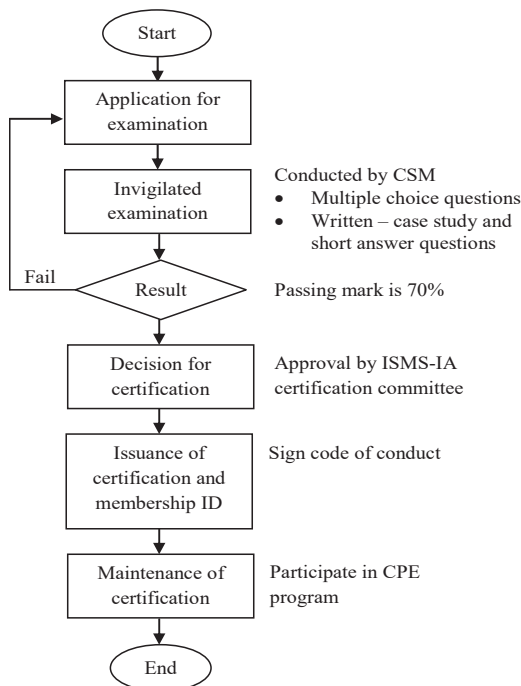 Start
Application for
examination
Invigilated
examination
Conducted by CSM
• Multiple choice questions
• Written – case study and
short answer questions
Fail
Result
Passing mark is 70%
Decision for
certification
Approval by ISMS-IA
certification committee
Issuance of
certification and
membership ID
Sign code of conduct
Maintenance of
certification
Participate in CPE
program
End